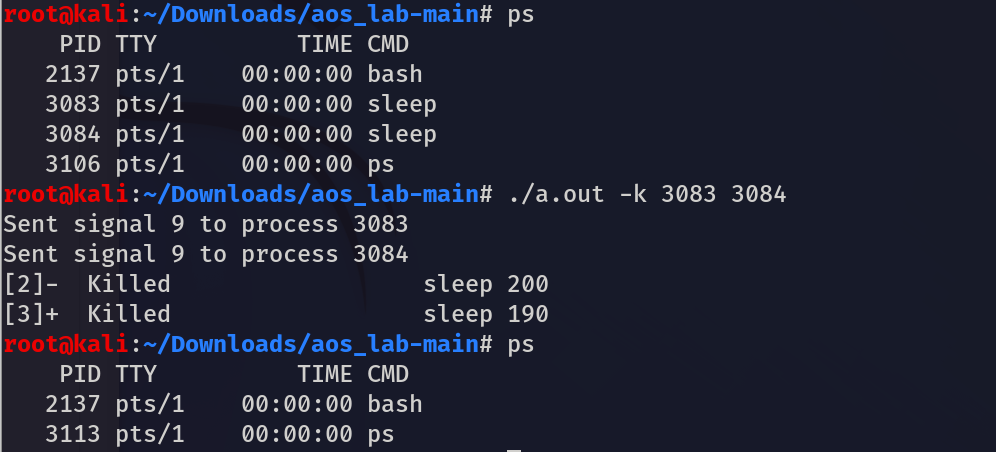 root@kali:~/Downloads/aos_lab-main# ps
    PID TTY          TIME CMD
   2137 pts/1    00:00:00 bash
   3083 pts/1    00:00:00 sleep
   3084 pts/1    00:00:00 sleep
   3106 pts/1    00:00:00 ps
root@kali:~/Downloads/aos_lab-main# ./a.out -k 3083 3084
Sent signal 9 to process 3083
Sent signal 9 to process 3084
[2]-  Killed                  sleep 200
[3]+  Killed                  sleep 190
root@kali:~/Downloads/aos_lab-main# ps
    PID TTY          TIME CMD
   2137 pts/1    00:00:00 bash
   3113 pts/1    00:00:00 ps